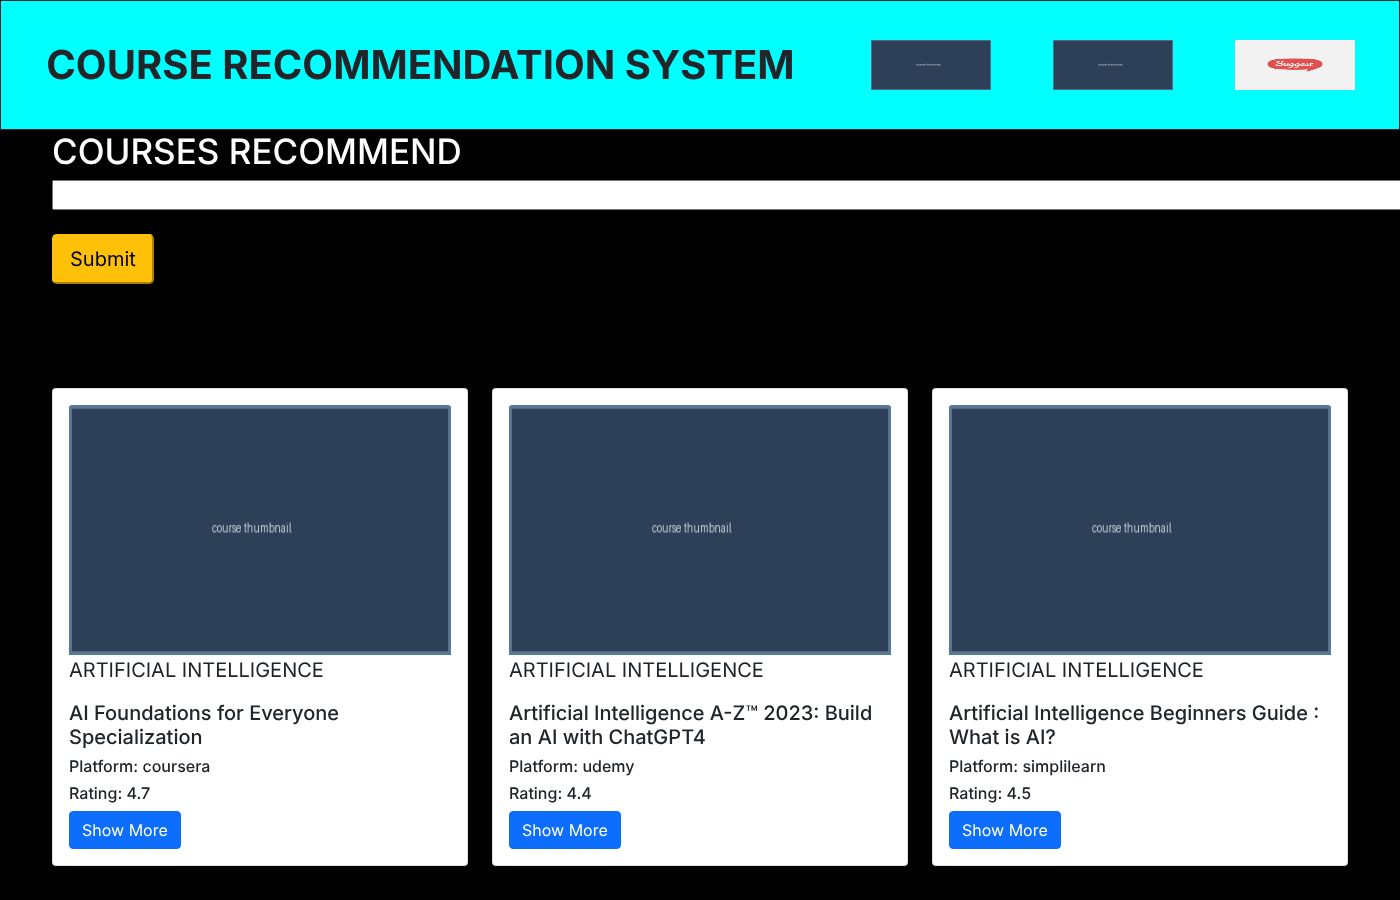 COURSE RECOMMENDATION SYSTEM
Suggest
COURSES RECOMMEND
Submit
course thumbnail
course thumbnail
course thumbnail
ARTIFICIAL INTELLIGENCE
AI Foundations for Everyone
Specialization
Platform: coursera
Rating: 4.7
Show More
ARTIFICIAL INTELLIGENCE
Artificial Intelligence A-Z™ 2023: Build
an AI with ChatGPT4
Platform: udemy
Rating: 4.4
Show More
ARTIFICIAL INTELLIGENCE
Artificial Intelligence Beginners Guide :
What is AI?
Platform: simplilearn
Rating: 4.5
Show More